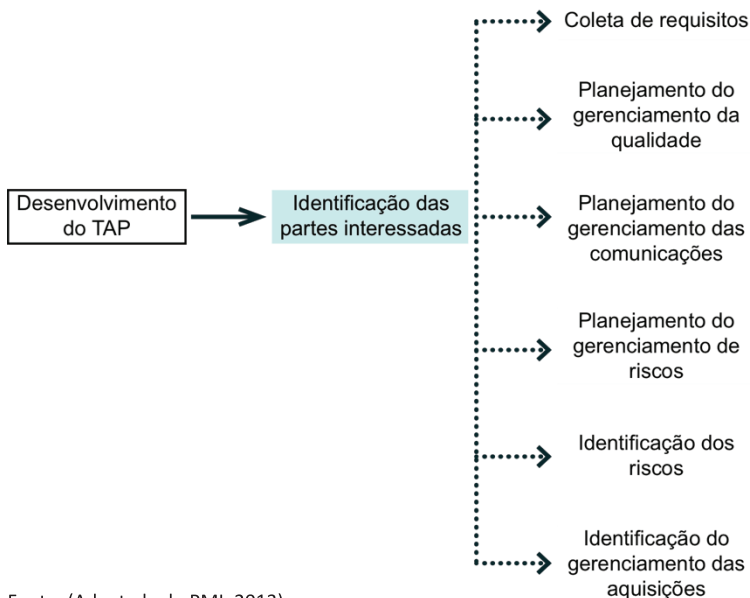 Desenvolvimento
do TAP
Identificação das
partes interessadas
Coleta de requisitos
Planejamento do
gerenciamento da
qualidade
Planejamento do
gerenciamento das
comunicações
Planejamento do
gerenciamento de
riscos
Identificação dos
riscos
Identificação do
gerenciamento das
aquisições